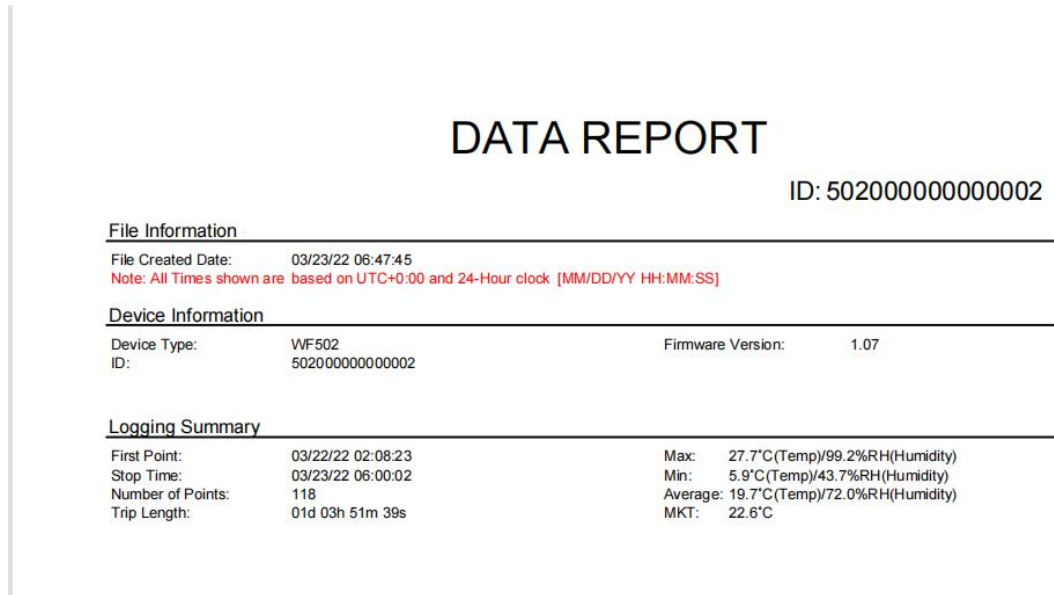 DATA REPORT
ID: 502000000000002
File Information
File Created Date: 03/23/22 06:47:45
Note: All Times shown are based on UTC+0:00 and 24-Hour clock [MM/DD/YY HH:MM:SS]
Device Information
Device Type: WF502 Firmware Version: 1.07
ID: 502000000000002
Logging Summary
First Point: 03/22/22 02:08:23 Max: 27.7°C(Temp)/99.2%RH(Humidity)
Stop Time: 03/23/22 06:00:02 Min: 5.9°C(Temp)/43.7%RH(Humidity)
Number of Points: 118 Average: 19.7°C(Temp)/72.0%RH(Humidity)
Trip Length: 01d 03h 51m 39s MKT: 22.6°C